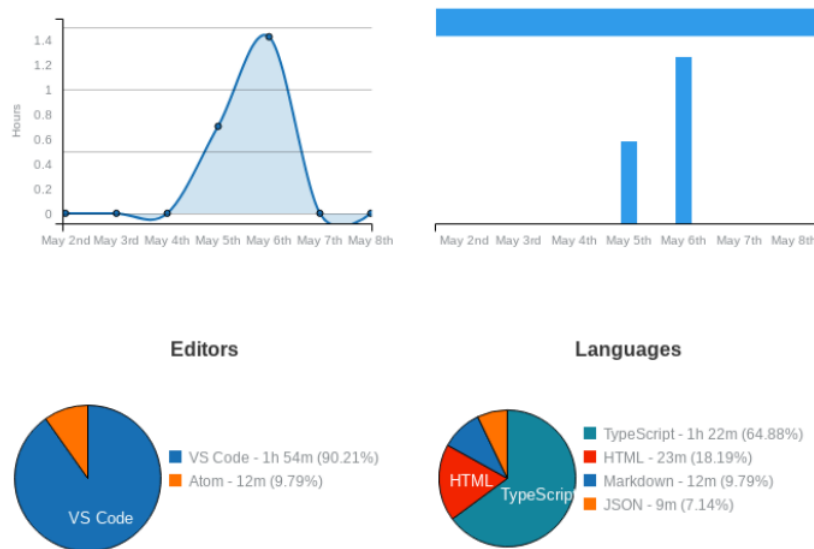 Hours
1.4
1.2
1
0.8
0.6
0.4
0.2
0
May 2nd May 3rd May 4th May 5th May 6th May 7th May 8th
May 2nd May 3rd May 4th May 5th May 6th May 7th May 8th
Editors
VS Code
VS Code - 1h 54m (90.21%)
Atom - 12m (9.79%)
Languages
HTML
TypeScript
TypeScript - 1h 22m (64.88%)
HTML - 23m (18.19%)
Markdown - 12m (9.79%)
JSON - 9m (7.14%)